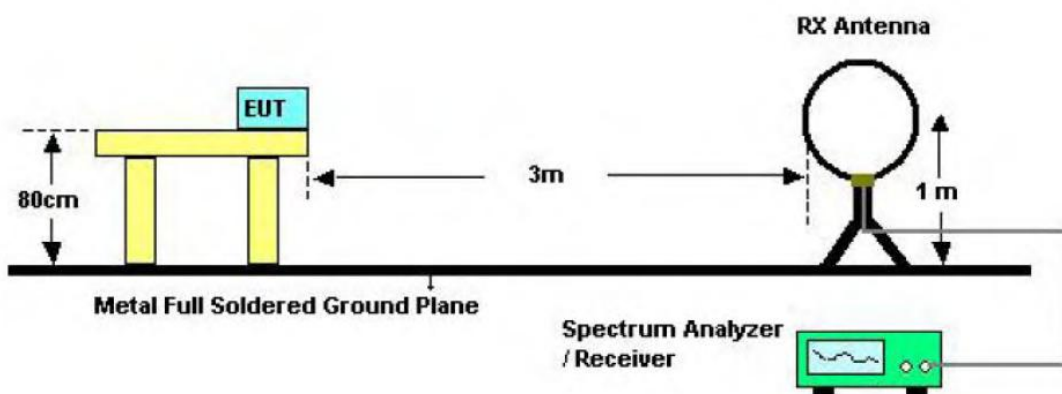 RX Antenna
EUT
80cm
3m
1 m
Metal Full Soldered Ground Plane
Spectrum Analyzer
/ Receiver